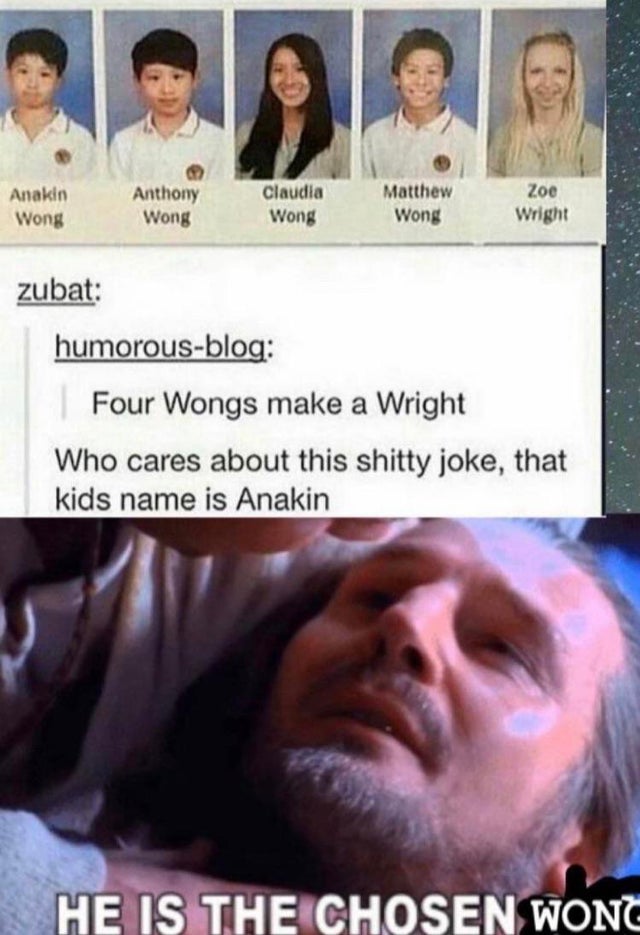 Anakin Anthony Claudia Matthew Zoe
Wong Wong Wong Wong Wright
zubat:
humorous-blog:
Four Wongs make a Wright
Who cares about this shitty joke, that
kids name is Anakin
HE IS THE CHOSEN WONG